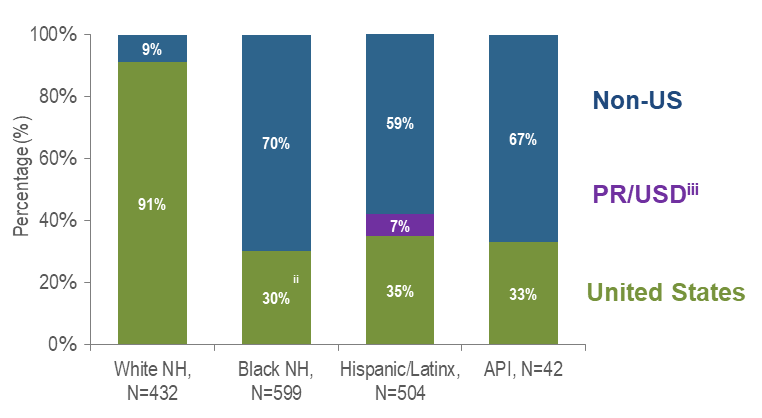 100%
80%
60%
40%
20%
0%
Percentage (%)
9%
91%
70%
30% ii
59%
7%
35%
67%
33%
Non-US
PR/USDiii
United States
White NH,
N=432
Black NH,
N=599
Hispanic/Latinx,
N=504
API, N=42